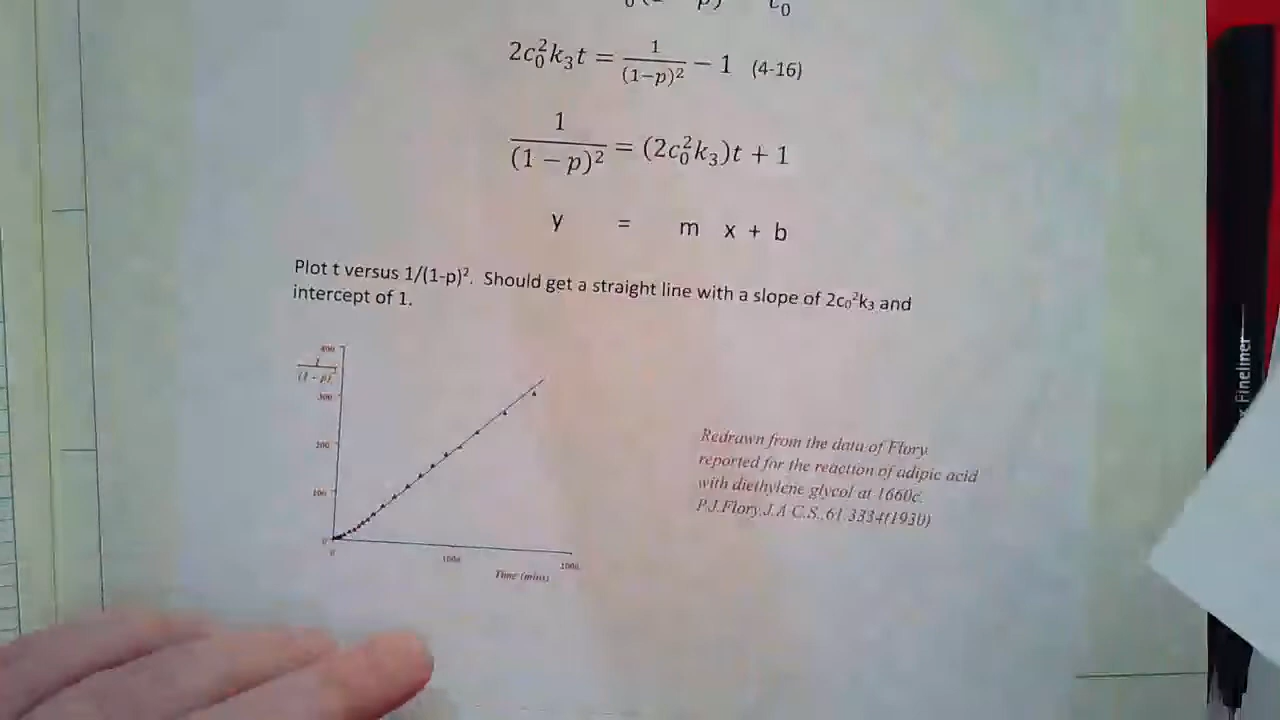 c₀
2c₀²k₃t = 1/(1−p)² − 1 (4-16)
1/(1 − p)² = (2c₀²k₃)t + 1
y = m x + b
Plot t versus 1/(1-p)². Should get a straight line with a slope of 2c₀²k₃ and
intercept of 1.
400
1/(1 - p)
300
200
100
0
0
1000
Time (mins)
Redrawn from the data of Flory
reported for the reaction of adipic acid
with diethylene glycol at 1660c.
P.J.Flory.J.A C.S.,61,3334(1930)
Fineliner